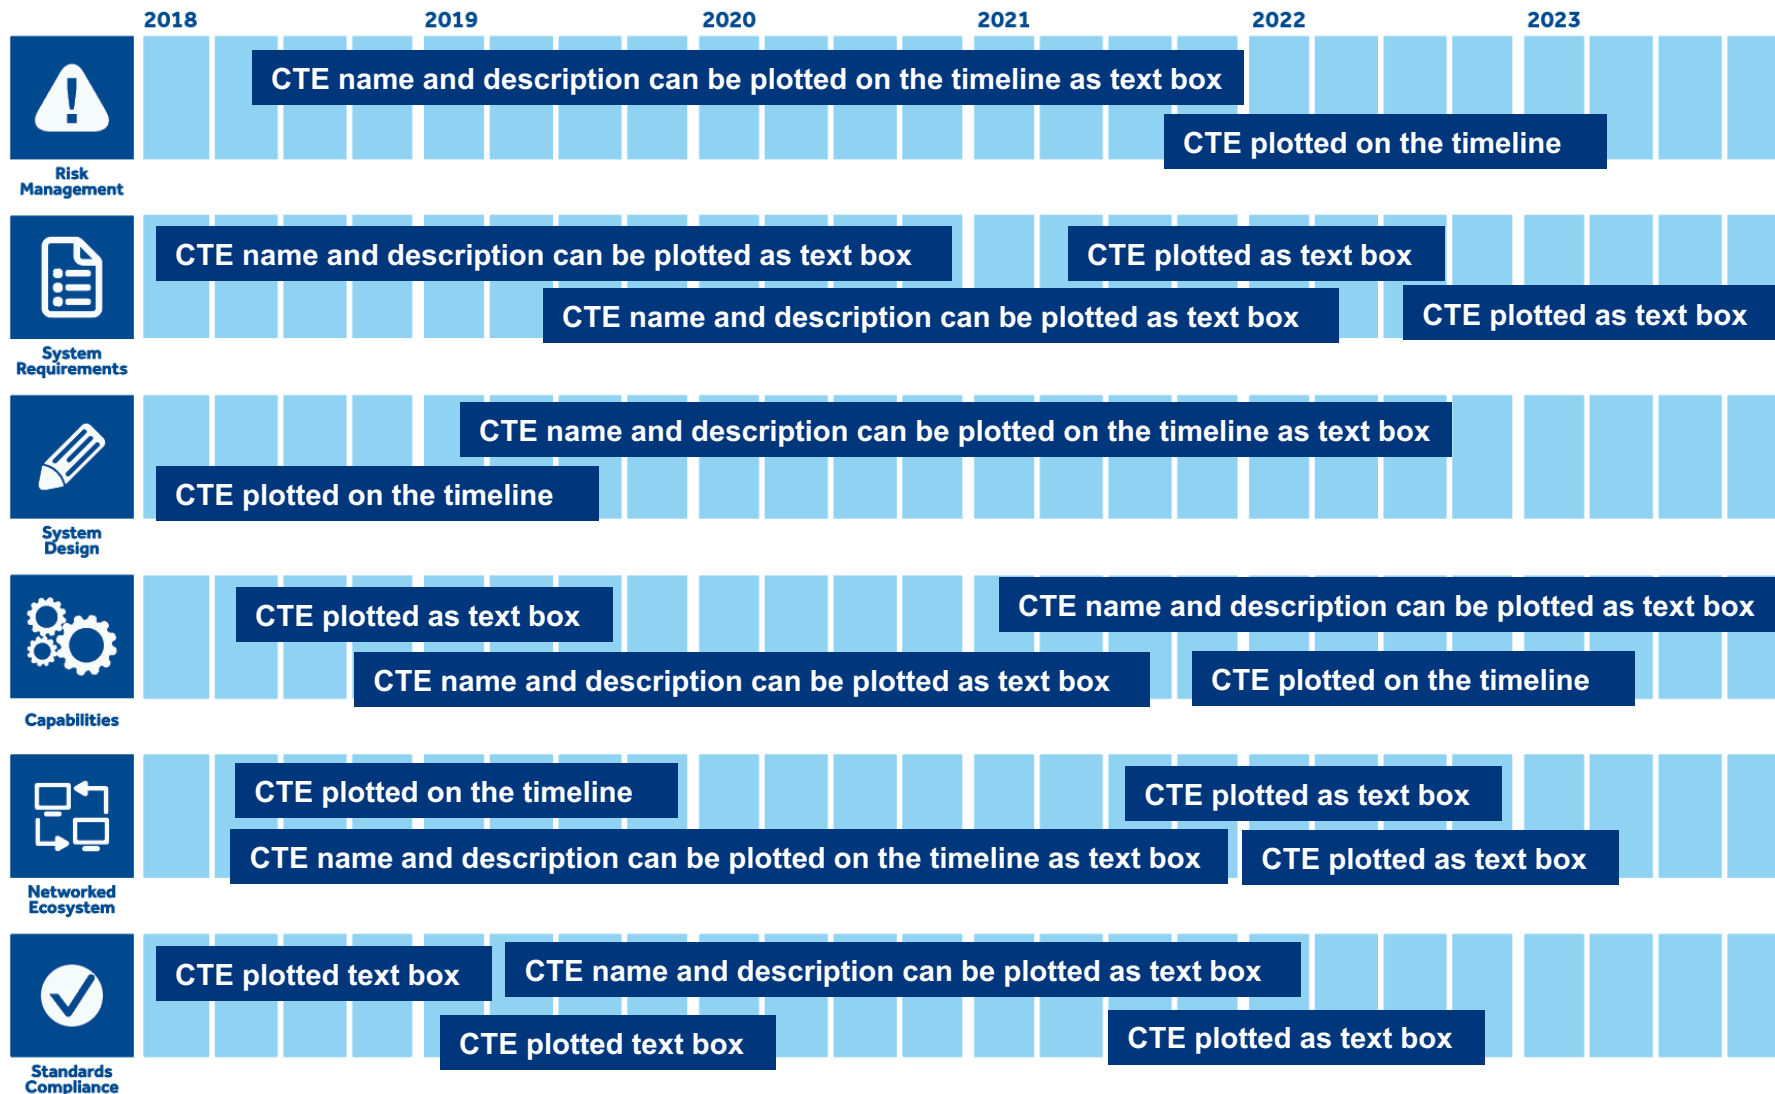 2018 2019 2020 2021 2022 2023
CTE name and description can be plotted on the timeline as text box
CTE plotted on the timeline
Risk
Management
CTE name and description can be plotted as text box
CTE plotted as text box
CTE name and description can be plotted as text box
CTE plotted as text box
System
Requirements
CTE name and description can be plotted on the timeline as text box
CTE plotted on the timeline
System
Design
CTE plotted as text box
CTE name and description can be plotted as text box
CTE name and description can be plotted as text box
CTE plotted on the timeline
Capabilities
CTE plotted on the timeline
CTE plotted as text box
CTE name and description can be plotted on the timeline as text box
CTE plotted as text box
Networked
Ecosystem
CTE plotted text box
CTE name and description can be plotted as text box
CTE plotted text box
CTE plotted as text box
Standards
Compliance